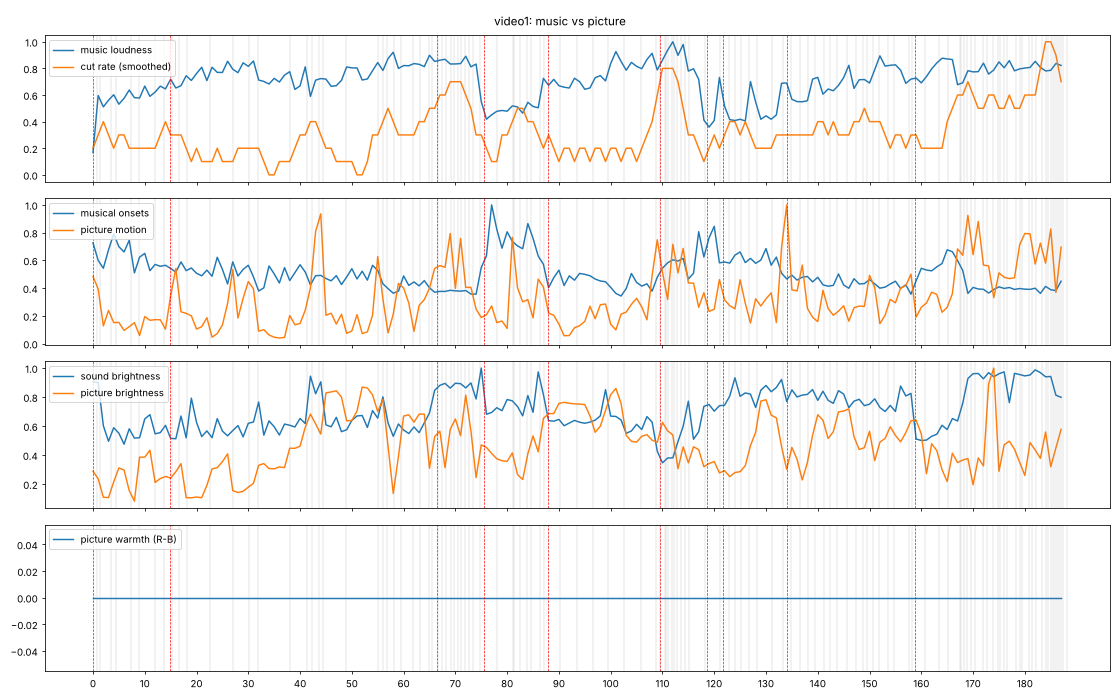 video1: music vs picture
music loudness
cut rate (smoothed)
1.0
0.8
0.6
0.4
0.2
0.0
musical onsets
picture motion
1.0
0.8
0.6
0.4
0.2
0.0
sound brightness
picture brightness
1.0
0.8
0.6
0.4
0.2
picture warmth (R-B)
0.04
0.02
0.00
−0.02
−0.04
0 10 20 30 40 50 60 70 80 90 100 110 120 130 140 150 160 170 180